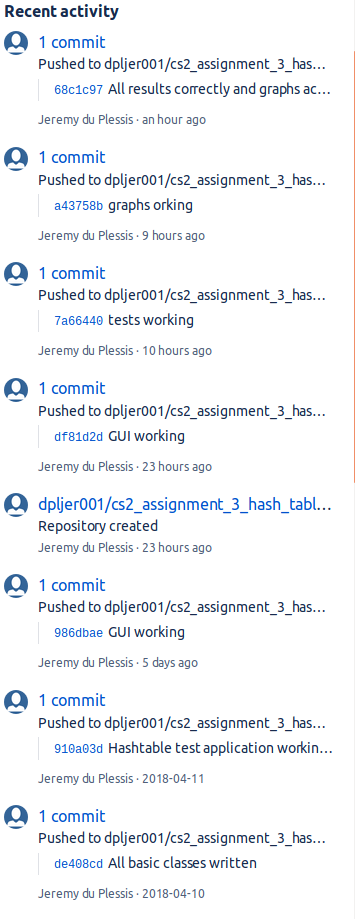 Recent activity
1 commit
Pushed to dpljer001/cs2_assignment_3_has...
68c1c97 All results correctly and graphs ac...
Jeremy du Plessis · an hour ago
1 commit
Pushed to dpljer001/cs2_assignment_3_has...
a43758b graphs orking
Jeremy du Plessis · 9 hours ago
1 commit
Pushed to dpljer001/cs2_assignment_3_has...
7a66440 tests working
Jeremy du Plessis · 10 hours ago
1 commit
Pushed to dpljer001/cs2_assignment_3_has...
df81d2d GUI working
Jeremy du Plessis · 23 hours ago
dpljer001/cs2_assignment_3_hash_tabl...
Repository created
Jeremy du Plessis · 23 hours ago
1 commit
Pushed to dpljer001/cs2_assignment_3_has...
986dbae GUI working
Jeremy du Plessis · 5 days ago
1 commit
Pushed to dpljer001/cs2_assignment_3_has...
910a03d Hashtable test application workin...
Jeremy du Plessis · 2018-04-11
1 commit
Pushed to dpljer001/cs2_assignment_3_has...
de408cd All basic classes written
Jeremy du Plessis · 2018-04-10